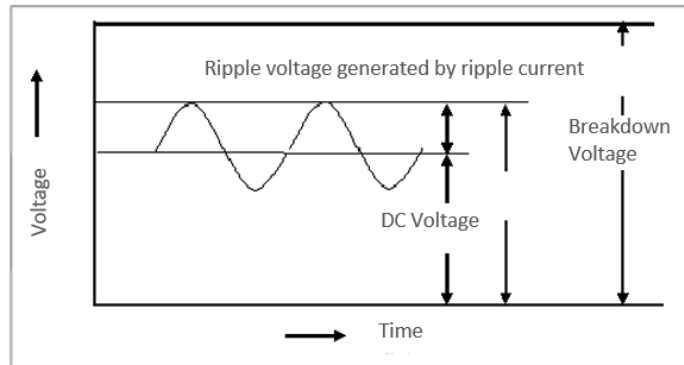 Ripple voltage generated by ripple current
Breakdown
Voltage
Voltage
DC Voltage
Time